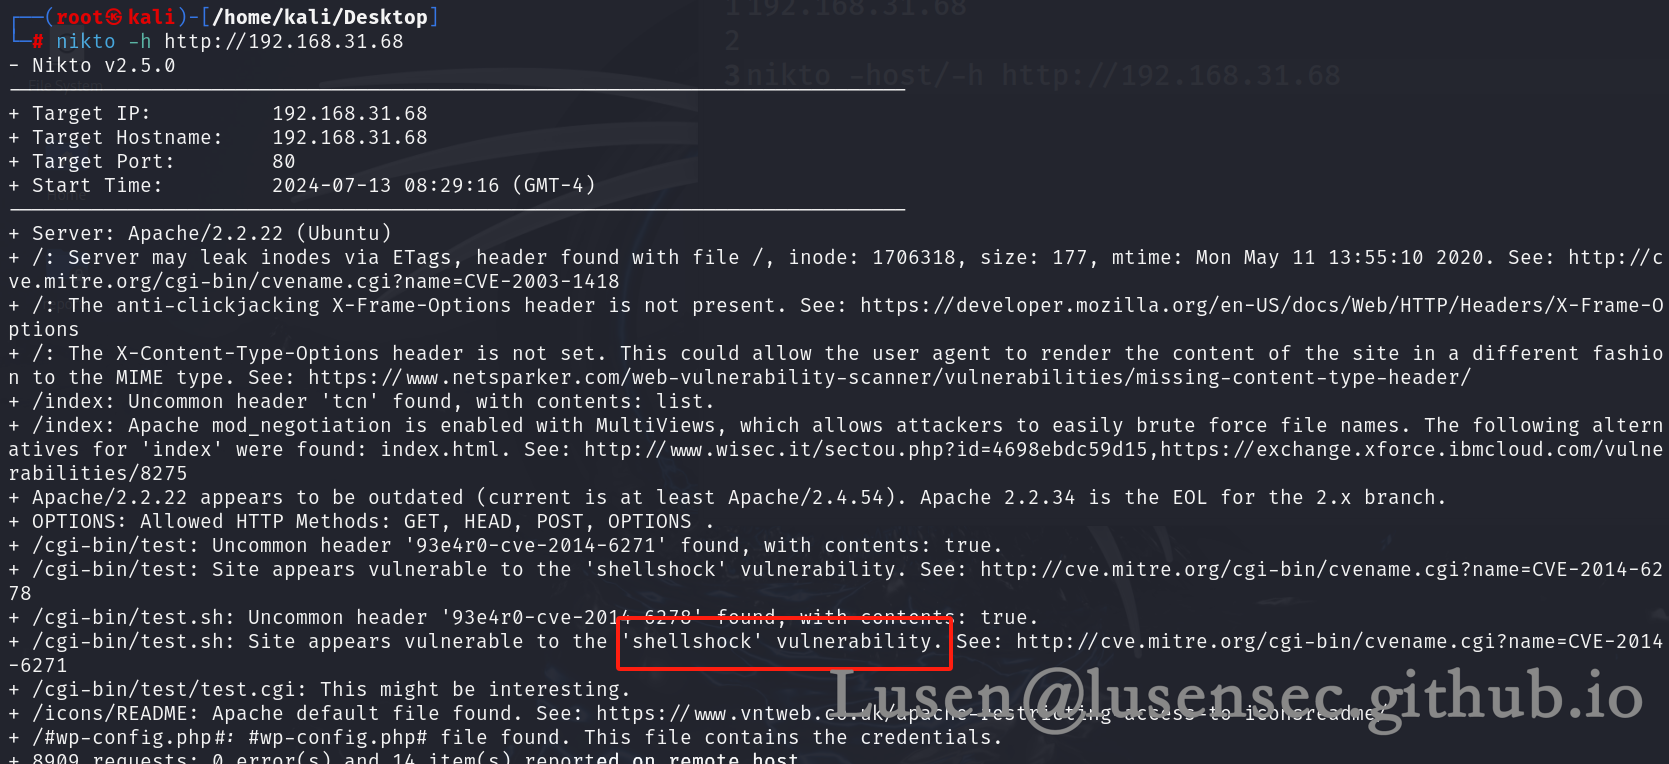 1 192.168.31.68
┌──(root㉿kali)-[/home/kali/Desktop]
└─# nikto -h http://192.168.31.68
2
- Nikto v2.5.0
3 nikto -host/-h http://192.168.31.68
File System
+ Target IP: 192.168.31.68
+ Target Hostname: 192.168.31.68
+ Target Port: 80
+ Start Time: 2024-07-13 08:29:16 (GMT-4)
Home
+ Server: Apache/2.2.22 (Ubuntu)
+ /: Server may leak inodes via ETags, header found with file /, inode: 1706318, size: 177, mtime: Mon May 11 13:55:10 2020. See: http://c
ve.mitre.org/cgi-bin/cvename.cgi?name=CVE-2003-1418
+ /: The anti-clickjacking X-Frame-Options header is not present. See: https://developer.mozilla.org/en-US/docs/Web/HTTP/Headers/X-Frame-O
ptions
+ /: The X-Content-Type-Options header is not set. This could allow the user agent to render the content of the site in a different fashio
n to the MIME type. See: https://www.netsparker.com/web-vulnerability-scanner/vulnerabilities/missing-content-type-header/
+ /index: Uncommon header 'tcn' found, with contents: list.
+ /index: Apache mod_negotiation is enabled with MultiViews, which allows attackers to easily brute force file names. The following altern
atives for 'index' were found: index.html. See: http://www.wisec.it/sectou.php?id=4698ebdc59d15,https://exchange.xforce.ibmcloud.com/vulne
rabilities/8275
+ Apache/2.2.22 appears to be outdated (current is at least Apache/2.4.54). Apache 2.2.34 is the EOL for the 2.x branch.
+ OPTIONS: Allowed HTTP Methods: GET, HEAD, POST, OPTIONS .
+ /cgi-bin/test: Uncommon header '93e4r0-cve-2014-6271' found, with contents: true.
+ /cgi-bin/test: Site appears vulnerable to the 'shellshock' vulnerability. See: http://cve.mitre.org/cgi-bin/cvename.cgi?name=CVE-2014-62
78
+ /cgi-bin/test.sh: Uncommon header '93e4r0-cve-2014-6278' found, with contents: true.
+ /cgi-bin/test.sh: Site appears vulnerable to the 'shellshock' vulnerability. See: http://cve.mitre.org/cgi-bin/cvename.cgi?name=CVE-2014
-6271
+ /cgi-bin/test/test.cgi: This might be interesting.
Lusen@lusensec.github.io
+ /icons/README: Apache default file found. See: https://www.vntweb.co.uk/apache-restricting-access-to-iconsreadme/
+ /#wp-config.php#: #wp-config.php# file found. This file contains the credentials.
+ 8909 requests: 0 error(s) and 14 item(s) reported on remote host